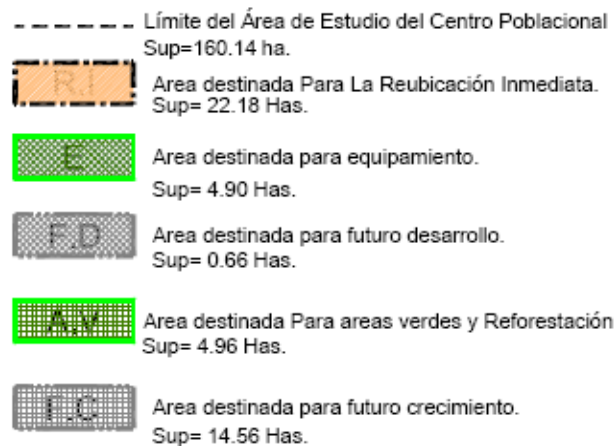 Límite del Área de Estudio del Centro Poblacional
Sup=160.14 ha.
R.I
Area destinada Para La Reubicación Inmediata.
Sup= 22.18 Has.
E
Area destinada para equipamiento.
Sup= 4.90 Has.
F.D
Area destinada para futuro desarrollo.
Sup= 0.66 Has.
A.V
Area destinada Para areas verdes y Reforestación
Sup= 4.96 Has.
F.C
Area destinada para futuro crecimiento.
Sup= 14.56 Has.